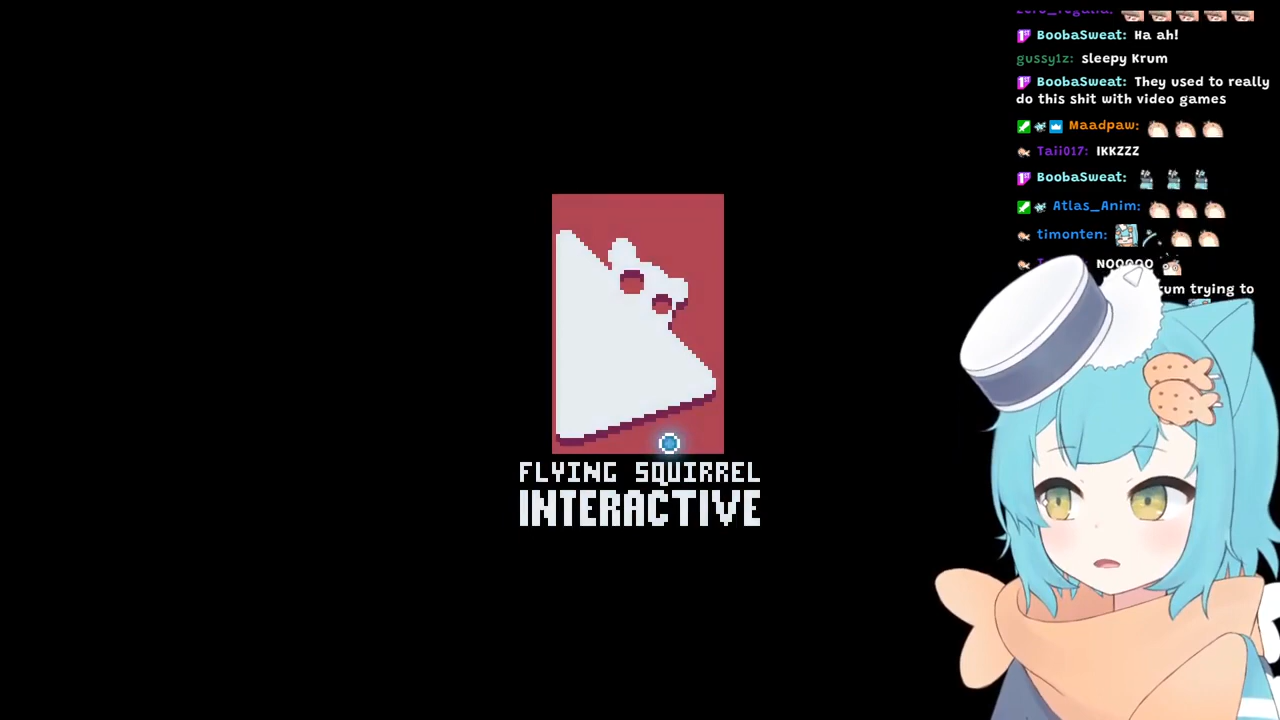 BoobaSweat: Ha ah!
gussy1z: sleepy Krum
BoobaSweat: They used to really
do this shit with video games
Maadpaw:
Taii017: IKKZZZ
BoobaSweat:
Atlas_Anim:
timonten:
NOOOOO
rum trying to
FLYING SQUIRREL
INTERACTIVE